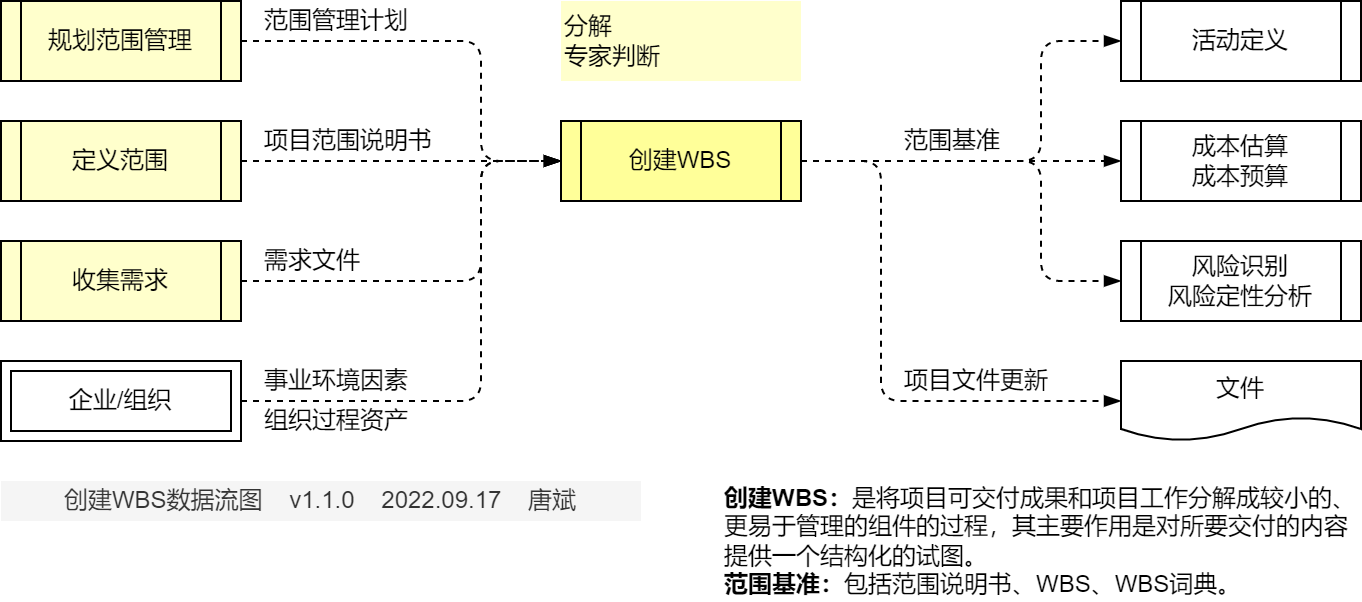 规划范围管理
范围管理计划
分解
专家判断
活动定义
定义范围
项目范围说明书
创建WBS
范围基准
成本估算
成本预算
收集需求
需求文件
风险识别
风险定性分析
企业/组织
事业环境因素
组织过程资产
项目文件更新
文件
创建WBS数据流图 v1.1.0 2022.09.17 唐斌
创建WBS：是将项目可交付成果和项目工作分解成较小的、
更易于管理的组件的过程，其主要作用是对所要交付的内容
提供一个结构化的试图。
范围基准：包括范围说明书、WBS、WBS词典。